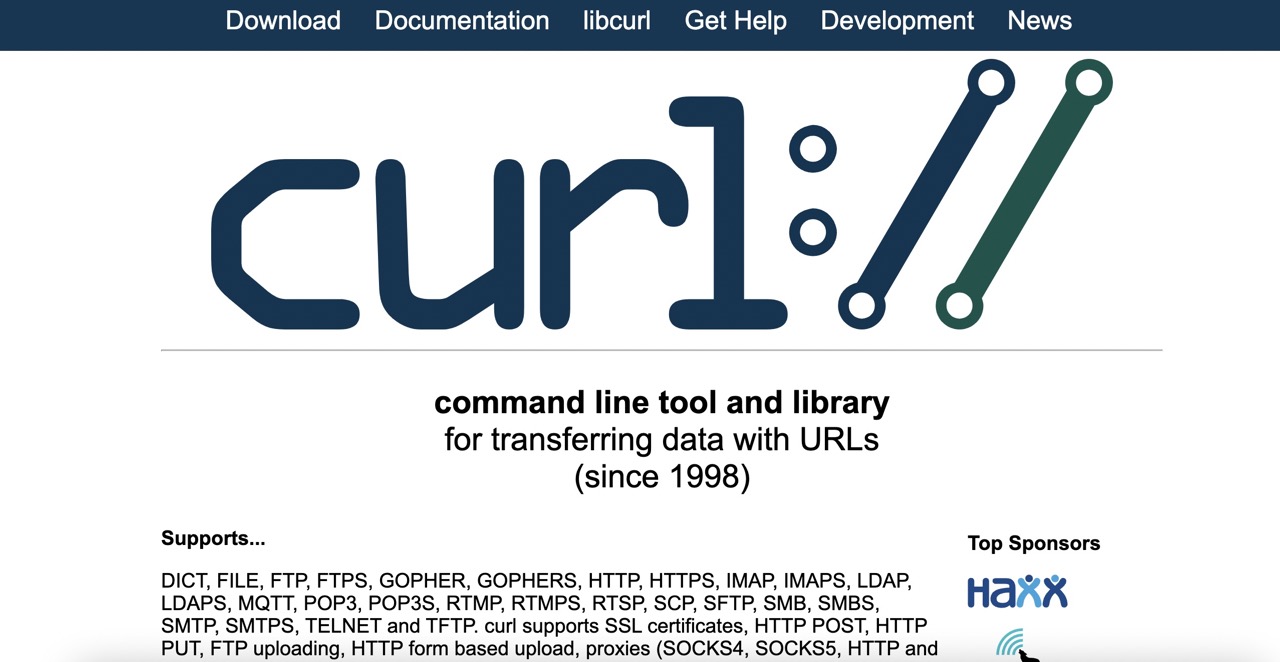 Download Documentation libcurl Get Help Development News
curl://
command line tool and library
for transferring data with URLs
(since 1998)
Supports...
DICT, FILE, FTP, FTPS, GOPHER, GOPHERS, HTTP, HTTPS, IMAP, IMAPS, LDAP,
LDAPS, MQTT, POP3, POP3S, RTMP, RTMPS, RTSP, SCP, SFTP, SMB, SMBS,
SMTP, SMTPS, TELNET and TFTP. curl supports SSL certificates, HTTP POST, HTTP
PUT, FTP uploading, HTTP form based upload, proxies (SOCKS4, SOCKS5, HTTP and
Top Sponsors
Haxx